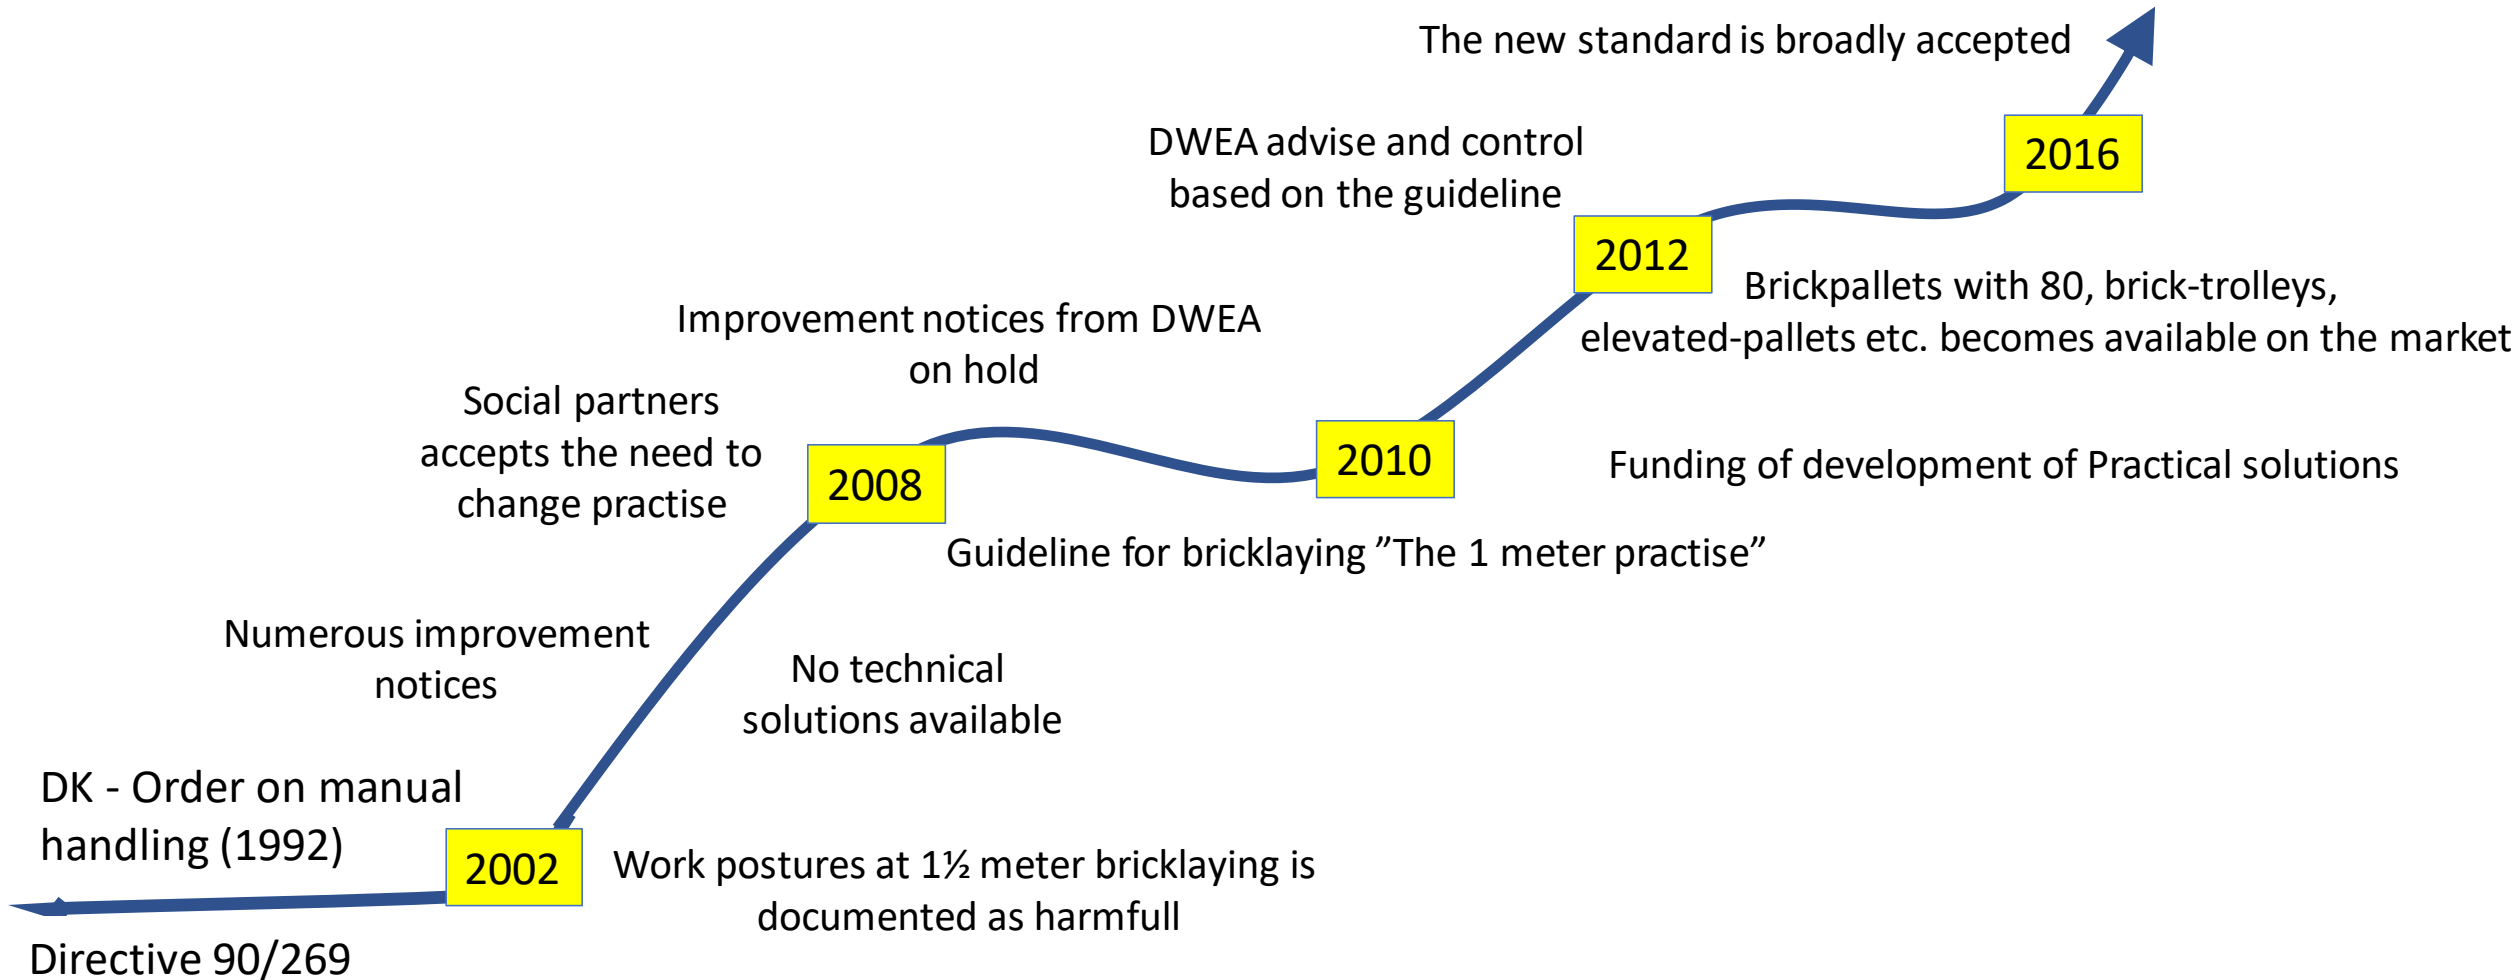 The new standard is broadly accepted
DWEA advise and control
based on the guideline
2016
2012
Brickpallets with 80, brick-trolleys,
elevated-pallets etc. becomes available on the market
Improvement notices from DWEA
on hold
Social partners
accepts the need to
change practise
2008
2010
Funding of development of Practical solutions
Guideline for bricklaying ”The 1 meter practise”
Numerous improvement
notices
No technical
solutions available
DK - Order on manual
handling (1992)
2002
Work postures at 1½ meter bricklaying is
documented as harmfull
Directive 90/269